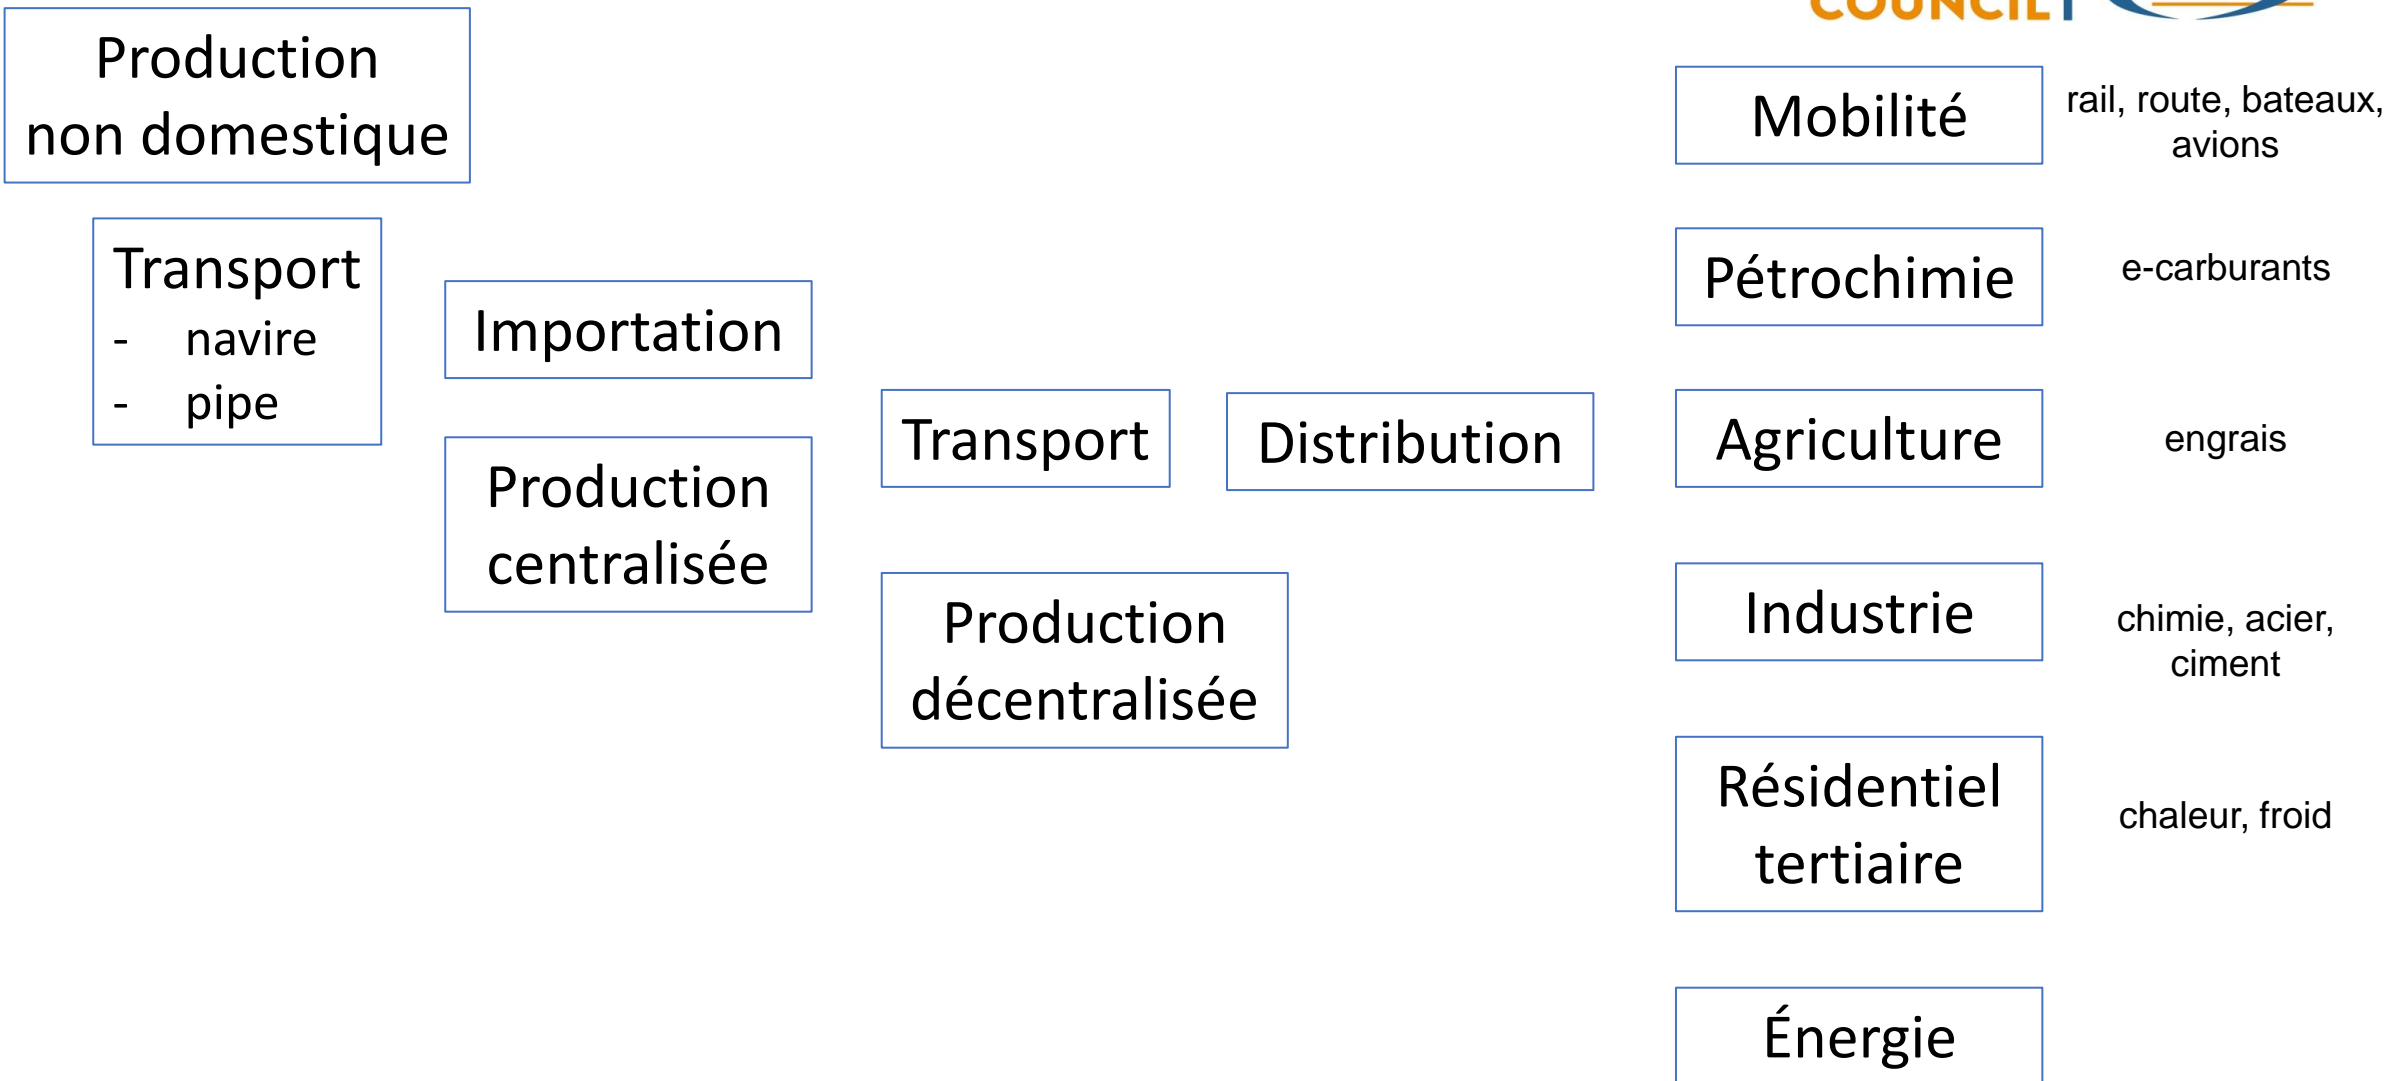 COUNCIL
Production
non domestique
Transport
- navire
- pipe
Importation
Production
centralisée
Transport
Production
décentralisée
Distribution
Mobilité
rail, route, bateaux,
avions
Pétrochimie
e-carburants
Agriculture
engrais
Industrie
chimie, acier,
ciment
Résidentiel
tertiaire
chaleur, froid
Énergie